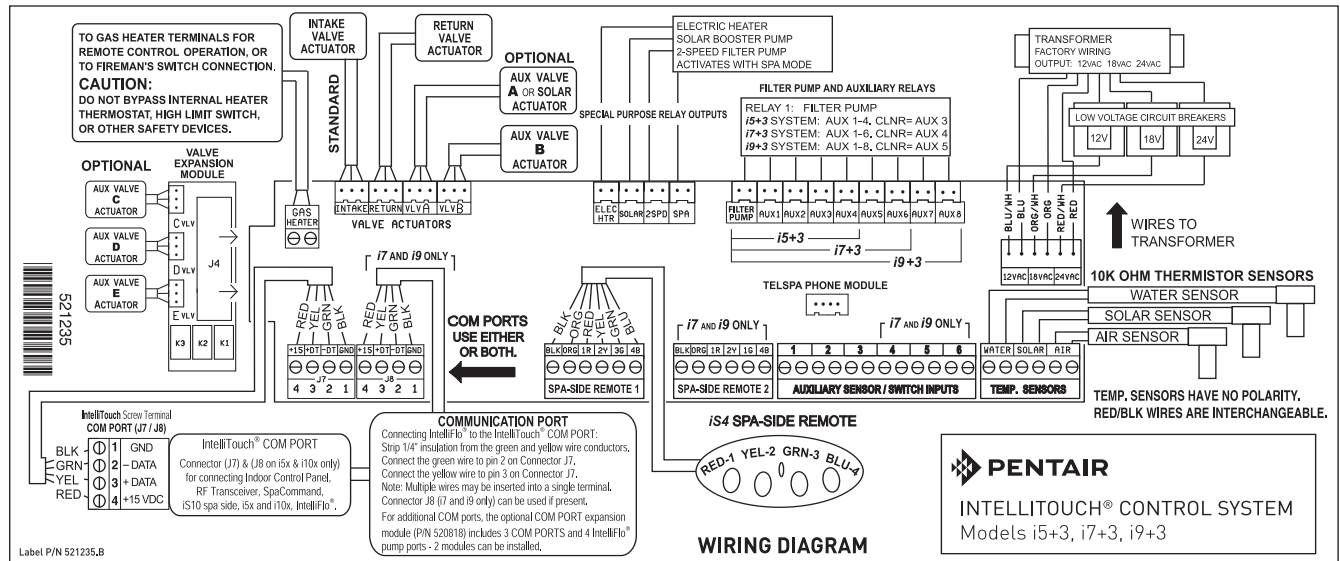 TO GAS HEATER TERMINALS FOR
REMOTE CONTROL OPERATION, OR
TO FIREMAN'S SWITCH CONNECTION.
CAUTION:
DO NOT BYPASS INTERNAL HEATER
THERMOSTAT, HIGH LIMIT SWITCH,
OR OTHER SAFETY DEVICES.
INTAKE
VALVE
ACTUATOR
RETURN
VALVE
ACTUATOR
STANDARD
OPTIONAL
AUX VALVE
A OR SOLAR
ACTUATOR
AUX VALVE
B
ACTUATOR
ELECTRIC HEATER
SOLAR BOOSTER PUMP
2-SPEED FILTER PUMP
ACTIVATES WITH SPA MODE
SPECIAL PURPOSE RELAY OUTPUTS
FILTER PUMP AND AUXILIARY RELAYS
RELAY 1: FILTER PUMP
i5+3 SYSTEM: AUX 1-4. CLNR= AUX 3
i7+3 SYSTEM: AUX 1-6. CLNR= AUX 4
i9+3 SYSTEM: AUX 1-8. CLNR= AUX 5
TRANSFORMER
FACTORY WIRING
OUTPUT: 12VAC 18VAC 24VAC
LOW VOLTAGE CIRCUIT BREAKERS
12V 18V 24V
OPTIONAL
VALVE
EXPANSION
MODULE
AUX VALVE
C
ACTUATOR
C VLV
AUX VALVE
D
ACTUATOR
D VLV
AUX VALVE
E
ACTUATOR
E VLV
J4
K3 K2 K1
521235
GAS
HEATER
INTAKE RETURN VLVA VLVB
VALVE ACTUATORS
ELEC
HTR SOLAR 2SPD SPA
FILTER
PUMP AUX1 AUX2 AUX3 AUX4 AUX5 AUX6 AUX7 AUX8
i5+3
i7+3
i9+3
BLU/WH BLU ORG/WH ORG RED/WH RED
12VAC 18VAC 24VAC
WIRES TO
TRANSFORMER
10K OHM THERMISTOR SENSORS
WATER SENSOR
SOLAR SENSOR
AIR SENSOR
TEMP. SENSORS HAVE NO POLARITY.
RED/BLK WIRES ARE INTERCHANGEABLE.
i7 AND i9 ONLY
RED YEL GRN BLK
RED YEL GRN BLK
+15 +DT -DT GND
J7
4 3 2 1
+15 +DT -DT GND
J8
4 3 2 1
COM PORTS
USE EITHER
OR BOTH.
BLK ORG RED YEL GRN BLU
BLK ORG 1R 2Y 3G 4B
SPA-SIDE REMOTE 1
i7 AND i9 ONLY
BLK ORG 1R 2Y 1G 4B
SPA-SIDE REMOTE 2
TELSPA PHONE MODULE
i7 AND i9 ONLY
1 2 3 4 5 6
AUXILIARY SENSOR / SWITCH INPUTS
WATER SOLAR AIR
TEMP. SENSORS
IntelliTouch Screw Terminal
COM PORT (J7 / J8)
BLK 1 GND
GRN 2 - DATA
YEL 3 + DATA
RED 4 +15 VDC
IntelliTouch® COM PORT
Connector (J7) & (J8 on i5x and i10x only)
for connecting Indoor Control Panel,
RF Transceiver, SpaCommand,
iS10 spa side, i5x and i10x, IntelliFlo®.
COMMUNICATION PORT
Connecting IntelliFlo® to the IntelliTouch® COM PORT:
Strip 1/4" insulation from the green and yellow wire conductors.
Connect the green wire to pin 2 on Connector J7.
Connect the yellow wire to pin 3 on Connector J7.
Note: Multiple wires may be inserted into a single terminal.
Connector J8 (i7 and i9 only) can be used if present.
For additional COM ports, the optional COM PORT expansion
module (P/N 520818) includes 3 COM PORTS and 4 IntelliFlo®
pump ports - 2 modules can be installed.
iS4 SPA-SIDE REMOTE
RED-1 YEL-2 GRN-3 BLU-4
WIRING DIAGRAM
PENTAIR
INTELLITOUCH® CONTROL SYSTEM
Models i5+3, i7+3, i9+3
Label P/N 521235.B